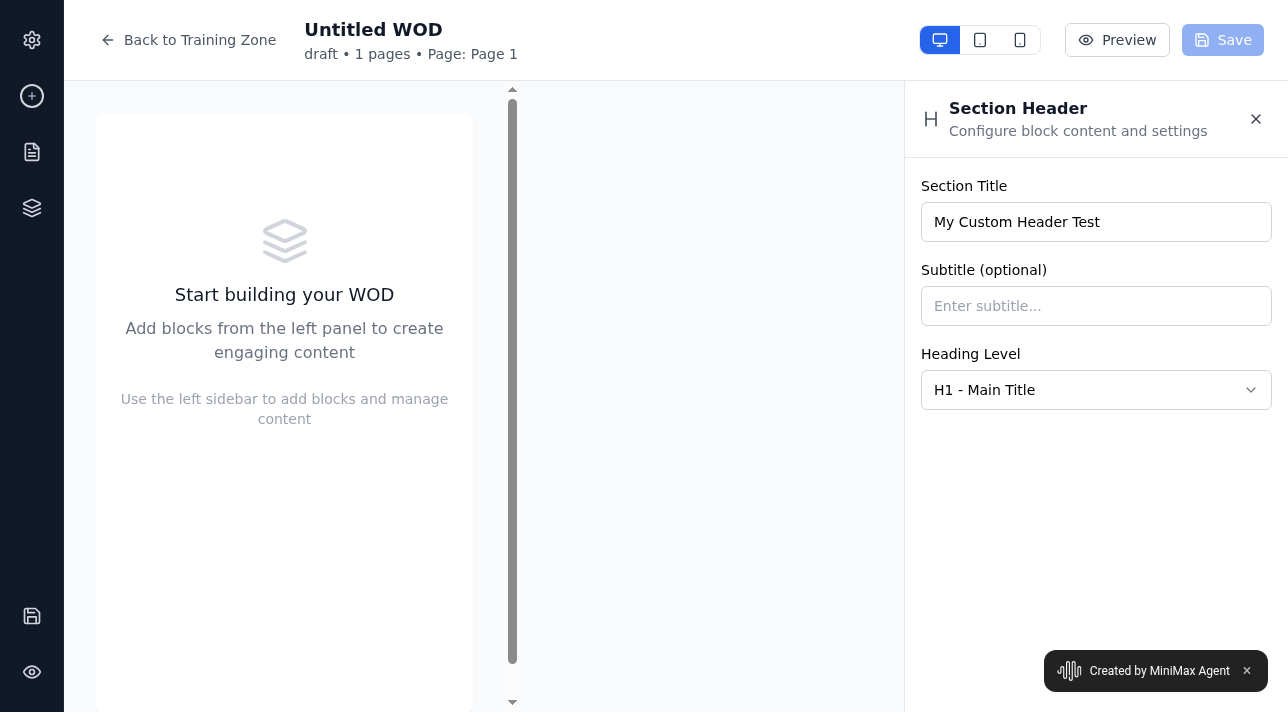 Back to Training Zone
Untitled WOD
draft • 1 pages • Page: Page 1
Preview
Save
Start building your WOD
Add blocks from the left panel to create
engaging content
Use the left sidebar to add blocks and manage
content
Section Header
Configure block content and settings
Section Title
My Custom Header Test
Subtitle (optional)
Enter subtitle...
Heading Level
H1 - Main Title
Created by MiniMax Agent